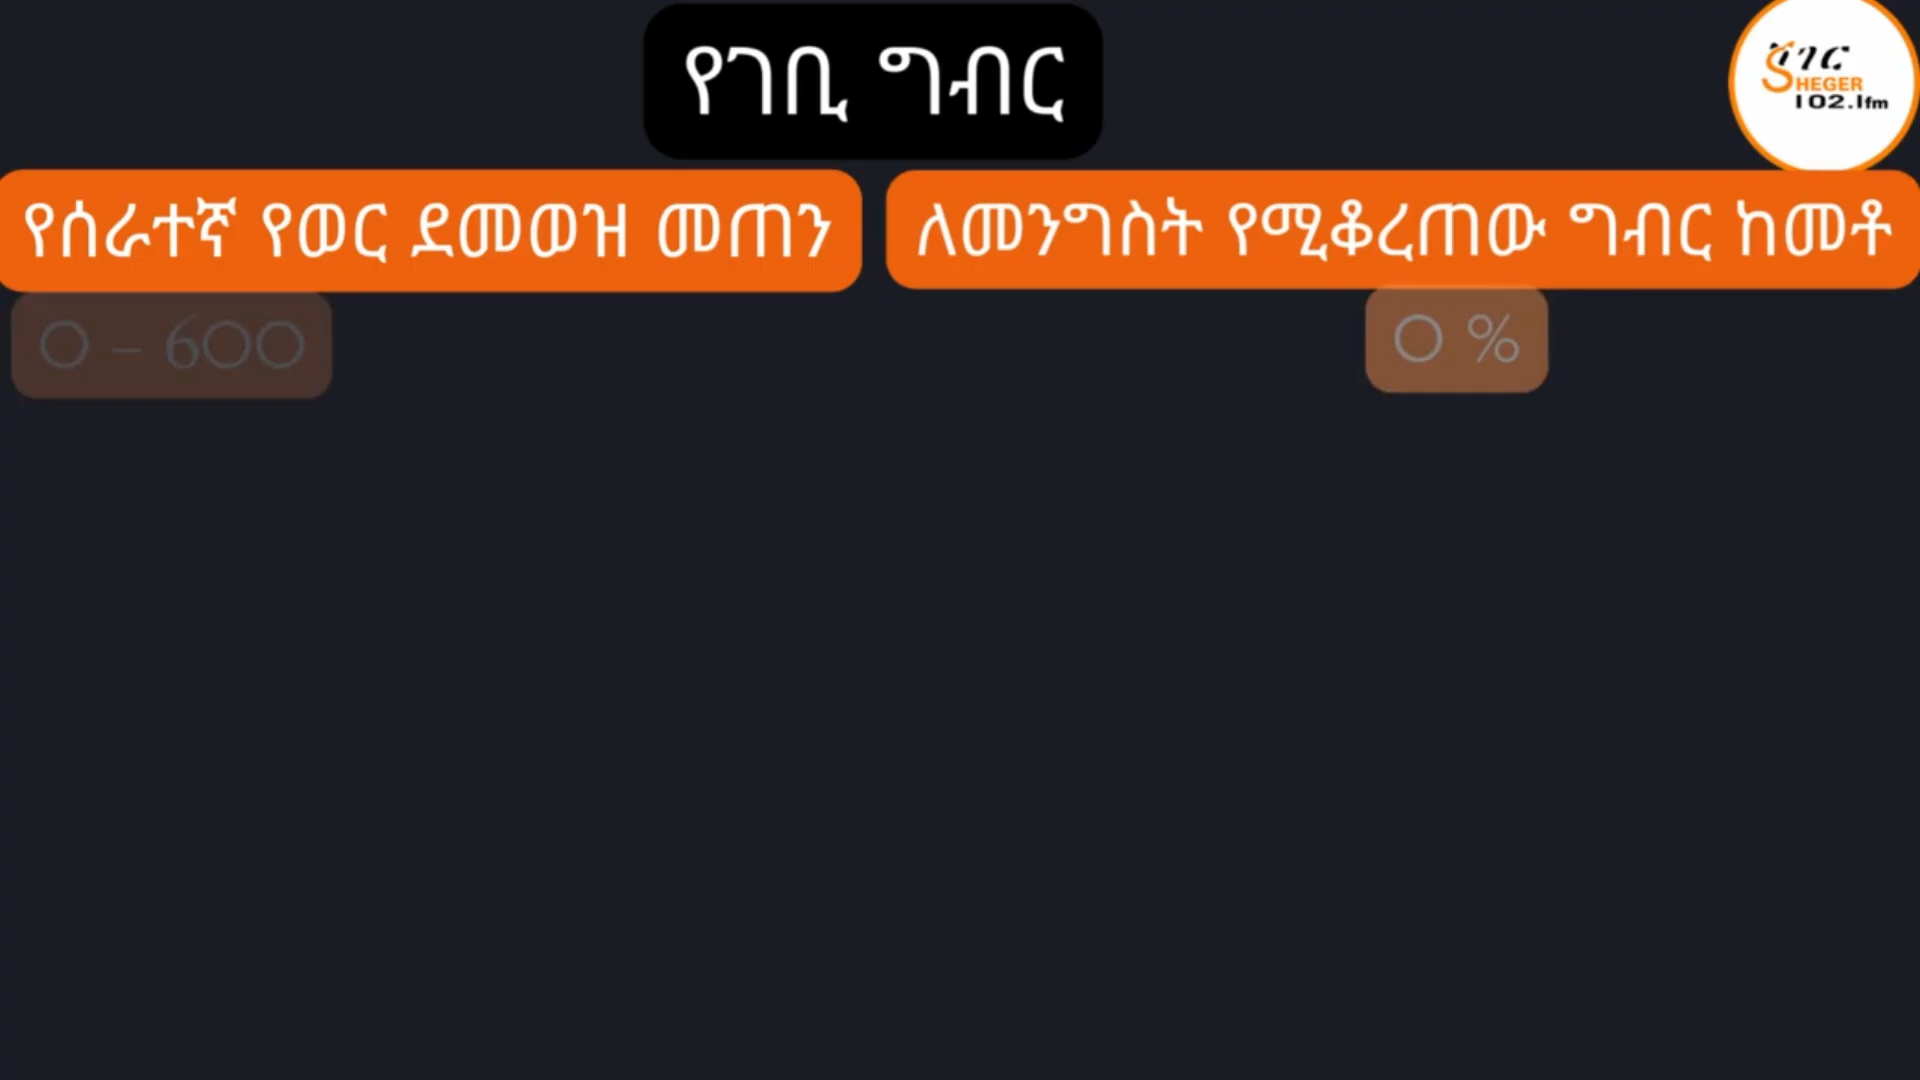 የገቢ ግብር
ሸገር
SHEGER
102.1fm
የሰራተኛ የወር ደመወዝ መጠን
ለመንግስት የሚቆረጠው ግብር ከመቶ
0 – 600
0 %